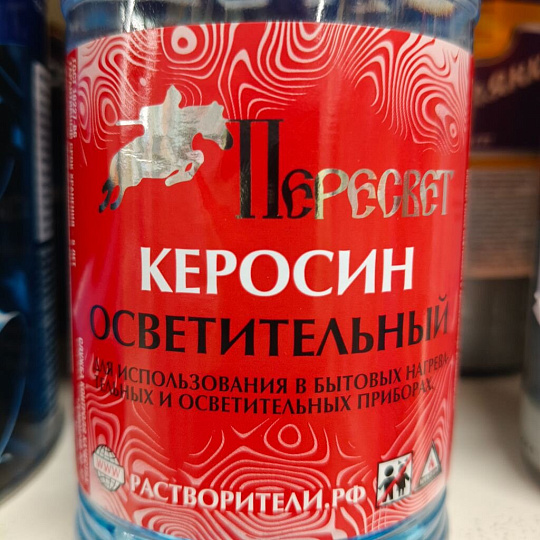 Пересвет
КЕРОСИН
ОСВЕТИТЕЛЬНЫЙ
ДЛЯ ИСПОЛЬЗОВАНИЯ В БЫТОВЫХ НАГРЕВА-
ТЕЛЬНЫХ И ОСВЕТИТЕЛЬНЫХ ПРИБОРАХ.
WWW
РАСТВОРИТЕЛИ.РФ